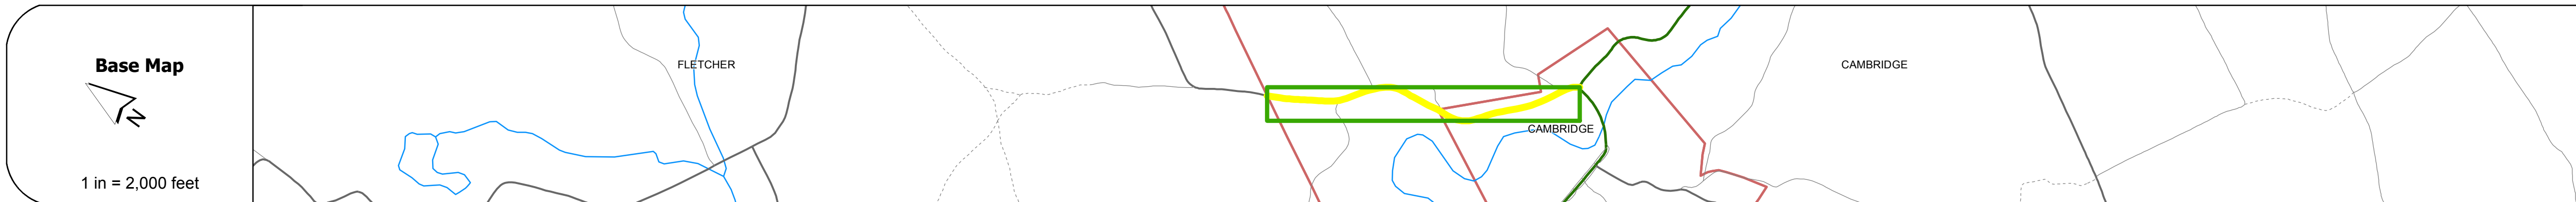 Base Map
N
1 in = 2,000 feet
FLETCHER
CAMBRIDGE
CAMBRIDGE